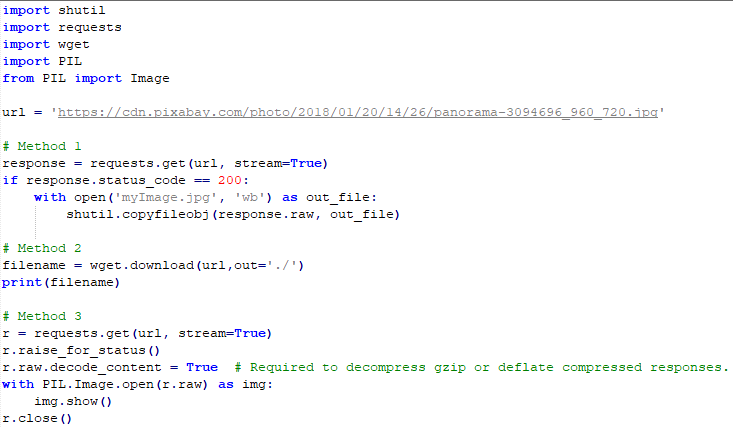 import shutil
import requests
import wget
import PIL
from PIL import Image

url = 'https://cdn.pixabay.com/photo/2018/01/20/14/26/panorama-3094696_960_720.jpg'

# Method 1
response = requests.get(url, stream=True)
if response.status_code == 200:
    with open('myImage.jpg', 'wb') as out_file:
        shutil.copyfileobj(response.raw, out_file)

# Method 2
filename = wget.download(url,out='./')
print(filename)

# Method 3
r = requests.get(url, stream=True)
r.raise_for_status()
r.raw.decode_content = True  # Required to decompress gzip or deflate compressed responses.
with PIL.Image.open(r.raw) as img:
    img.show()
r.close()